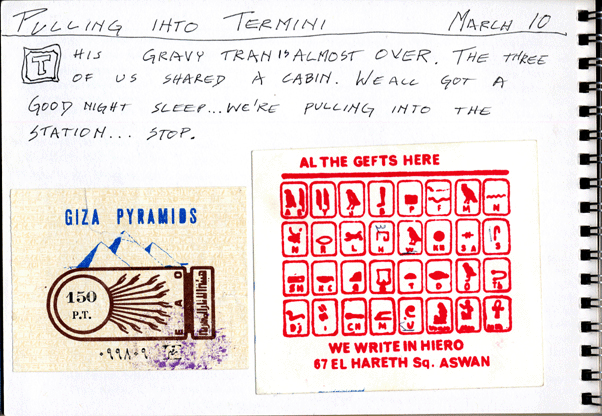 PULLING INTO TERMINI MARCH 10
THIS GRAVY TRAN IS ALMOST OVER. THE THREE
OF US SHARED A CABIN. WE ALL GOT A
GOOD NIGHT SLEEP... WE'RE PULLING INTO THE
STATION... STOP.
GIZA PYRAMIDS
150
P.T.
E A O
٠٩٩٨٠٩
AL THE GEFTS HERE
WE WRITE IN HIERO
67 EL HARETH SQ. ASWAN